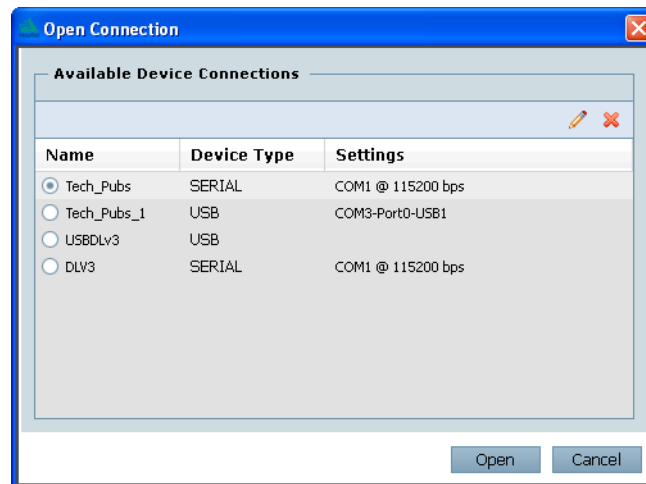 Open Connection
Available Device Connections
Name Device Type Settings
Tech_Pubs SERIAL COM1 @ 115200 bps
Tech_Pubs_1 USB COM3-Port0-USB1
USBDLv3 USB
DLV3 SERIAL COM1 @ 115200 bps
Open Cancel